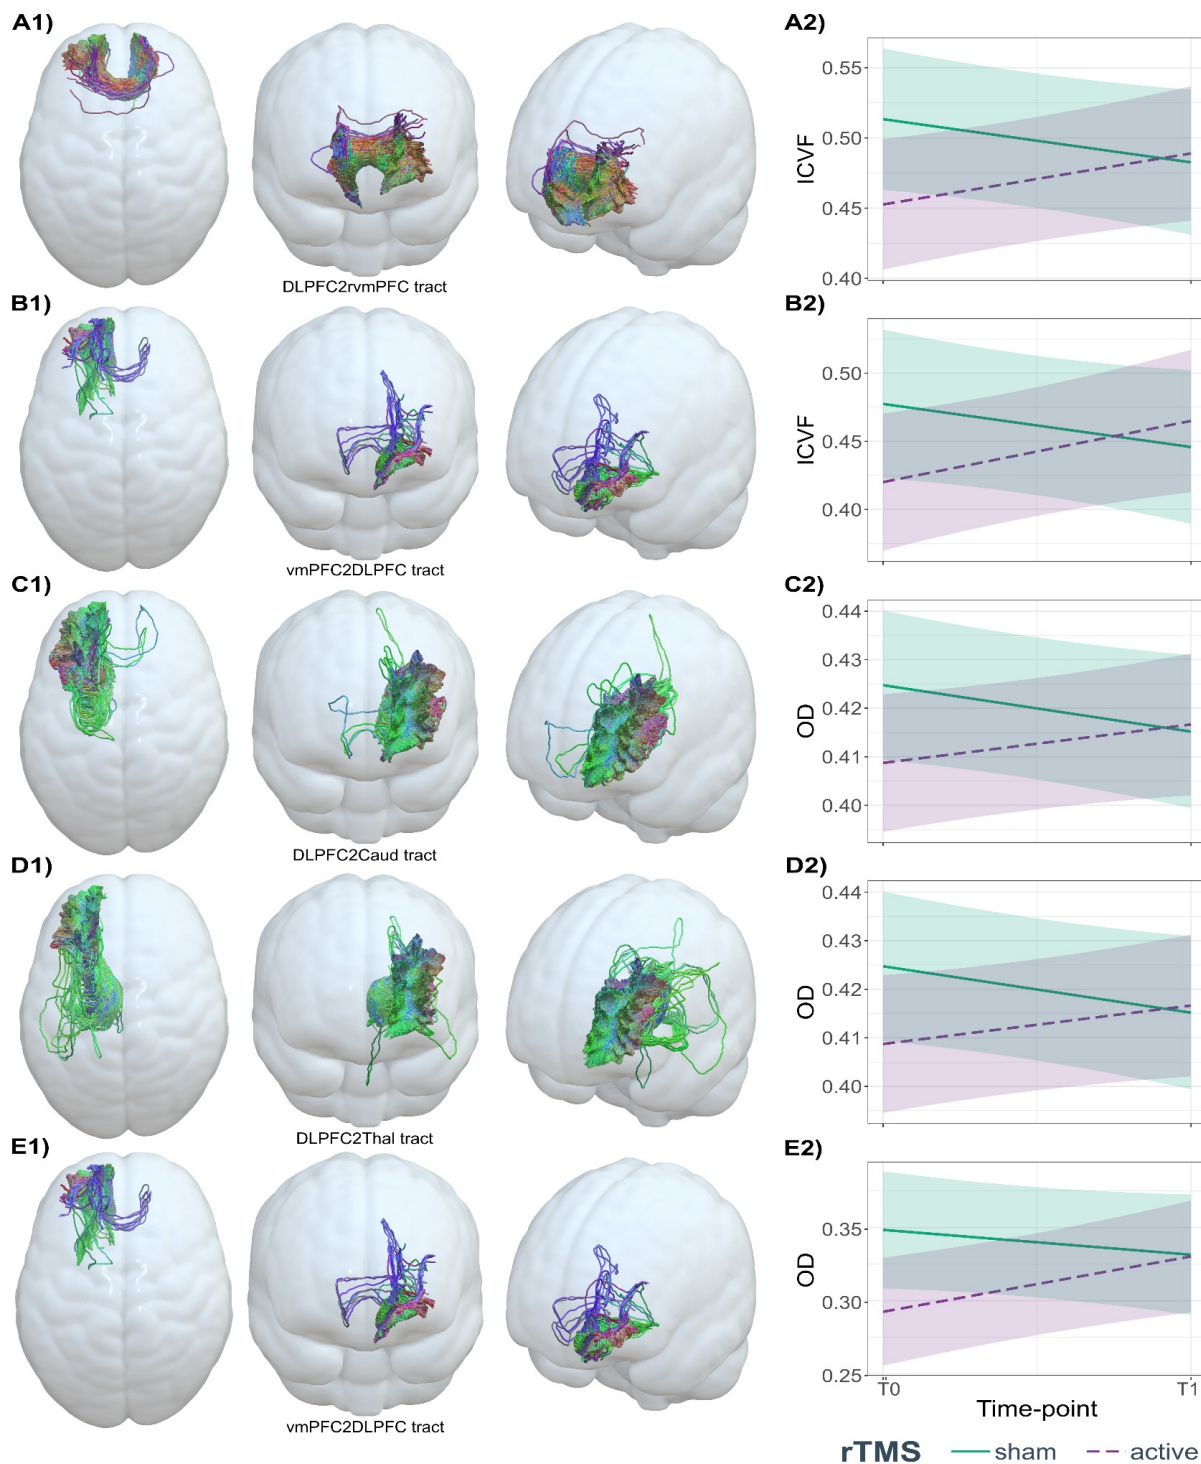 A1)
A2)
0.55
0.50
0.45
0.40
ICVF
DLPFC2rvmPFC tract
B1)
B2)
0.50
0.45
0.40
ICVF
vmPFC2DLPFC tract
C1)
C2)
0.44
0.43
0.42
0.41
0.40
OD
DLPFC2Caud tract
D1)
D2)
0.44
0.43
0.42
0.41
0.40
OD
DLPFC2Thal tract
E1)
E2)
0.35
0.30
0.25
OD
T0
T1
Time-point
vmPFC2DLPFC tract
rTMS sham active